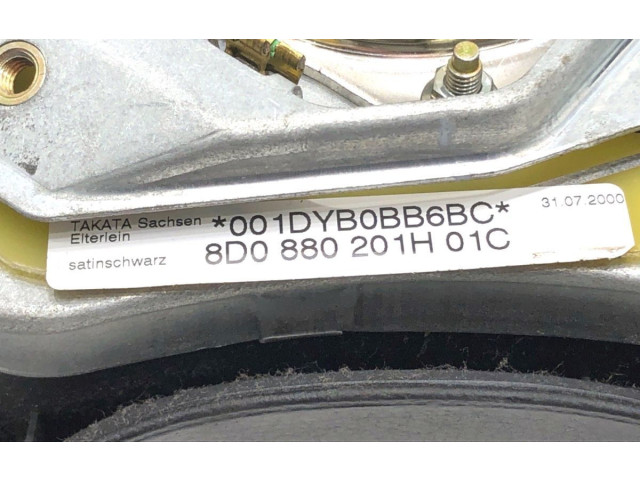 TAKATA Sachsen *001DYB0BB6BC* 31.07.2000
Elterlein
satinschwarz 8D0 880 201H 01C